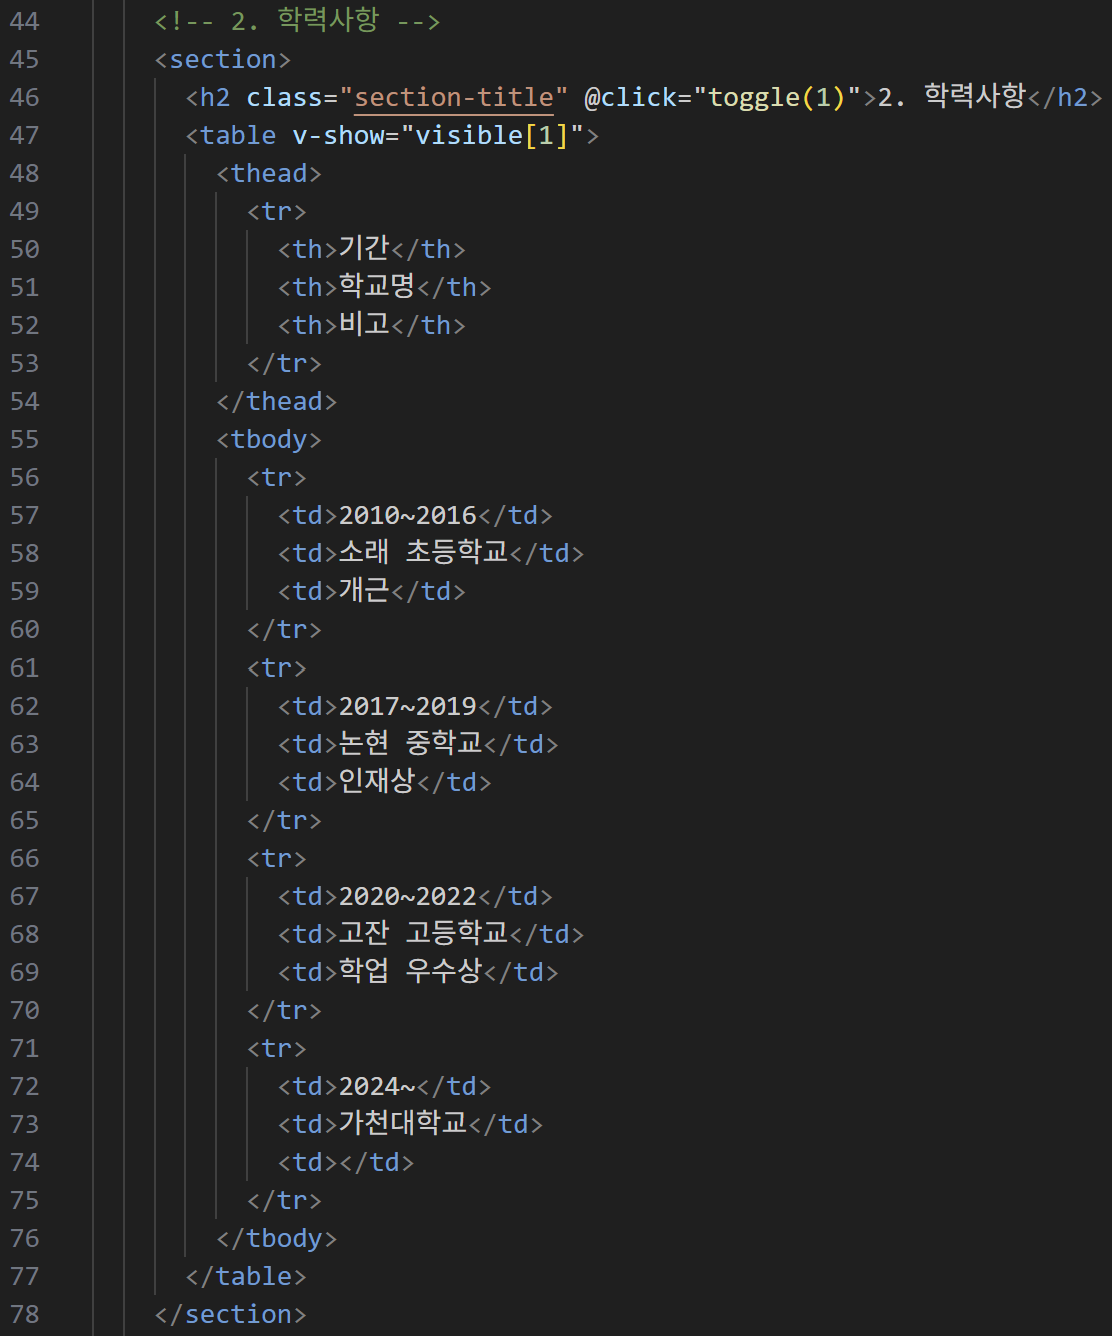 44 <!-- 2. 학력사항 -->
45 <section>
46 <h2 class="section-title" @click="toggle(1)">2. 학력사항</h2>
47 <table v-show="visible[1]">
48 <thead>
49 <tr>
50 <th>기간</th>
51 <th>학교명</th>
52 <th>비고</th>
53 </tr>
54 </thead>
55 <tbody>
56 <tr>
57 <td>2010~2016</td>
58 <td>소래 초등학교</td>
59 <td>개근</td>
60 </tr>
61 <tr>
62 <td>2017~2019</td>
63 <td>논현 중학교</td>
64 <td>인재상</td>
65 </tr>
66 <tr>
67 <td>2020~2022</td>
68 <td>고잔 고등학교</td>
69 <td>학업 우수상</td>
70 </tr>
71 <tr>
72 <td>2024~</td>
73 <td>가천대학교</td>
74 <td></td>
75 </tr>
76 </tbody>
77 </table>
78 </section>